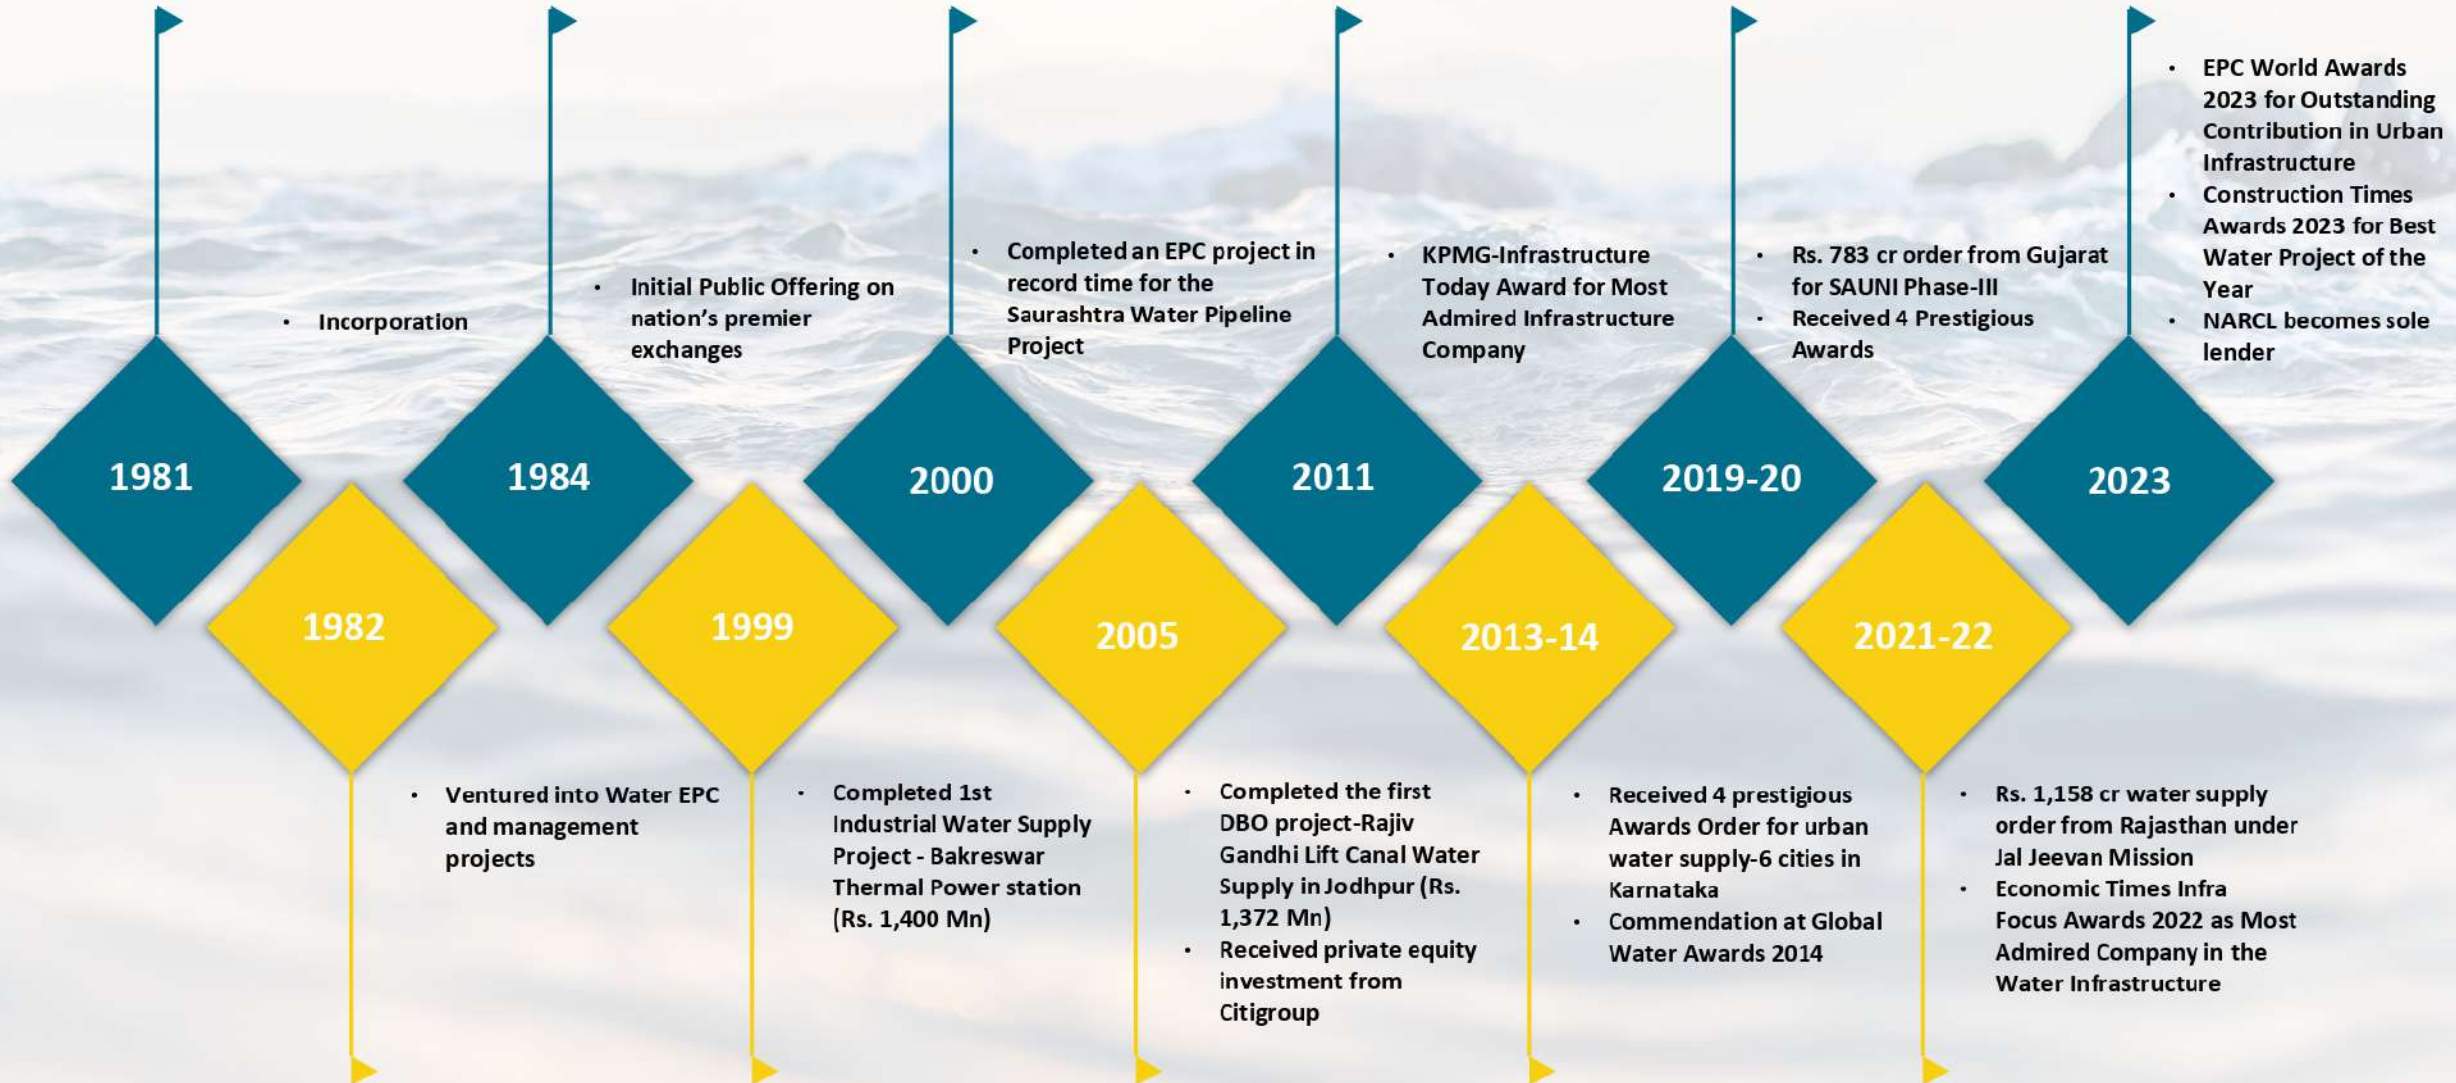 1981
• Incorporation
1982
• Ventured into Water EPC
and management
projects
1984
• Initial Public Offering on
nation’s premier
exchanges
1999
• Completed 1st
Industrial Water Supply
Project - Bakreswar
Thermal Power station
(Rs. 1,400 Mn)
2000
• Completed an EPC project in
record time for the
Saurashtra Water Pipeline
Project
2005
• Completed the first
DBO project-Rajiv
Gandhi Lift Canal Water
Supply in Jodhpur (Rs.
1,372 Mn)
• Received private equity
investment from
Citigroup
2011
• KPMG-Infrastructure
Today Award for Most
Admired Infrastructure
Company
2013-14
• Received 4 prestigious
Awards Order for urban
water supply-6 cities in
Karnataka
• Commendation at Global
Water Awards 2014
2019-20
• Rs. 783 cr order from Gujarat
for SAUNI Phase-III
• Received 4 Prestigious
Awards
2021-22
• Rs. 1,158 cr water supply
order from Rajasthan under
Jal Jeevan Mission
• Economic Times Infra
Focus Awards 2022 as Most
Admired Company in the
Water Infrastructure
2023
• EPC World Awards
2023 for Outstanding
Contribution in Urban
Infrastructure
• Construction Times
Awards 2023 for Best
Water Project of the
Year
• NARCL becomes sole
lender